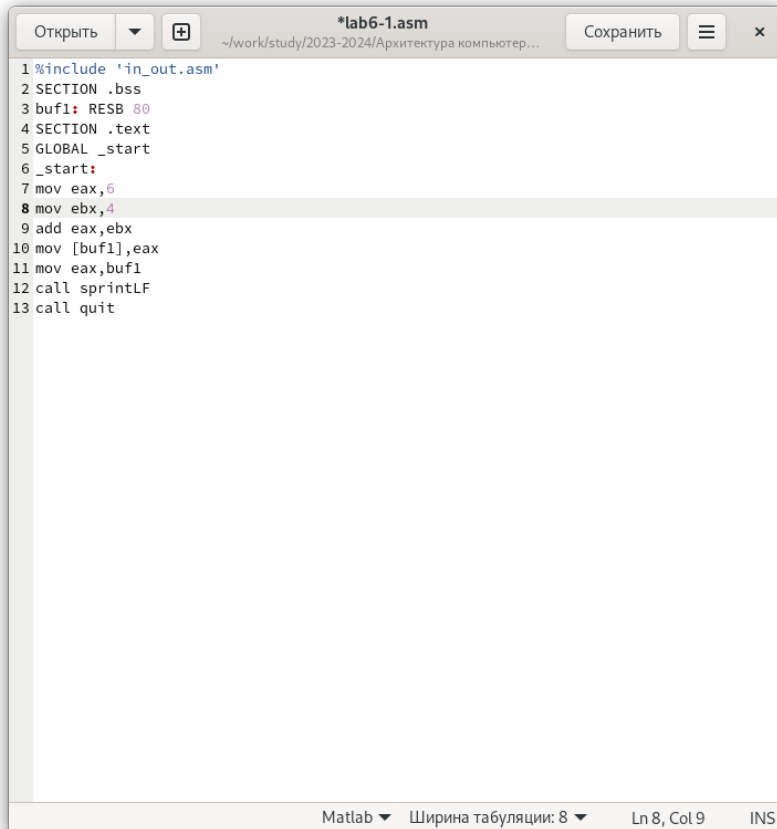 Открыть
*lab6-1.asm
~/work/study/2023-2024/Архитектура компьютер...
Сохранить
1 %include 'in_out.asm'
2 SECTION .bss
3 buf1: RESB 80
4 SECTION .text
5 GLOBAL _start
6 _start:
7 mov eax,6
8 mov ebx,4
9 add eax,ebx
10 mov [buf1],eax
11 mov eax,buf1
12 call sprintLF
13 call quit
Matlab Ширина табуляции: 8 Ln 8, Col 9 INS